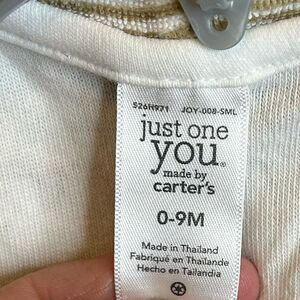 S26H971 JOY-008-SML
just one
you®
made by
carter's
0-9M
Made in Thailand
Fabriqué en Thaïlande
Hecho en Tailandia